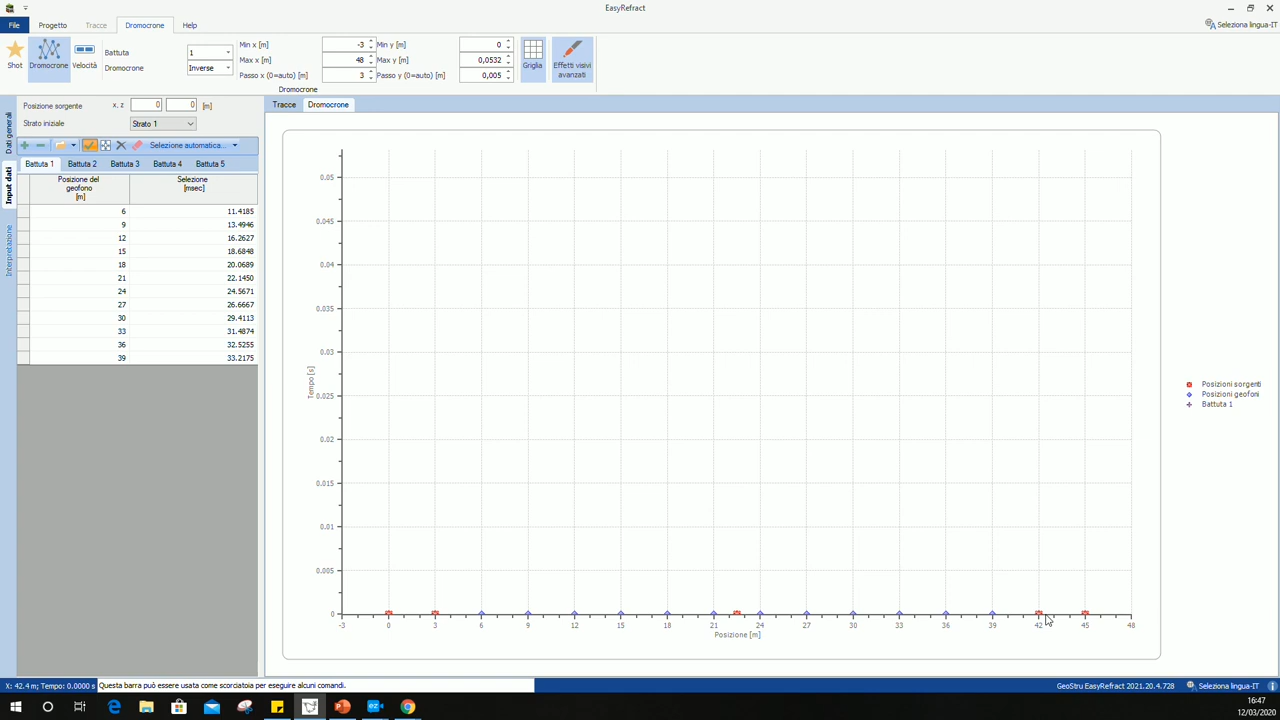 EasyRefract
File Progetto Tracce Dromocrone Help
Seleziona lingua-IT
Shot Dromocrone Velocità
Battuta 1
Dromocrone Inverse
Min x [m] -3 Min y [m] 0
Max x [m] 48 Max y [m] 0,0532
Passo x (0=auto) [m] 3 Passo y (0=auto) [m] 0,005
Griglia
Effetti visivi
avanzati
Dromocrone
Dati generali
Input dati
Interpretazione
Posizione sorgente x, z 0 0 [m]
Strato iniziale Strato 1
Selezione automatica...
Battuta 1 Battuta 2 Battuta 3 Battuta 4 Battuta 5
Posizione del
geofono
[m]
Selezione
[msec]
6 11.4185
9 13.4946
12 16.2627
15 18.6848
18 20.0689
21 22.1450
24 24.5671
27 26.6667
30 29.4113
33 31.4874
36 32.5255
39 33.2175
Tracce Dromocrone
0.05
0.045
0.04
0.035
0.03
0.025
0.02
0.015
0.01
0.005
0
Tempo [s]
-3 0 3 6 9 12 15 18 21 24 27 30 33 36 39 42 45 48
Posizione [m]
Posizioni sorgenti
Posizioni geofoni
Battuta 1
X: 42.4 m; Tempo: 0.0000 s Questa barra può essere usata come scorciatoia per eseguire alcuni comandi.
GeoStru EasyRefract 2021.20.4.728 Seleziona lingua-IT
16:47
12/03/2020